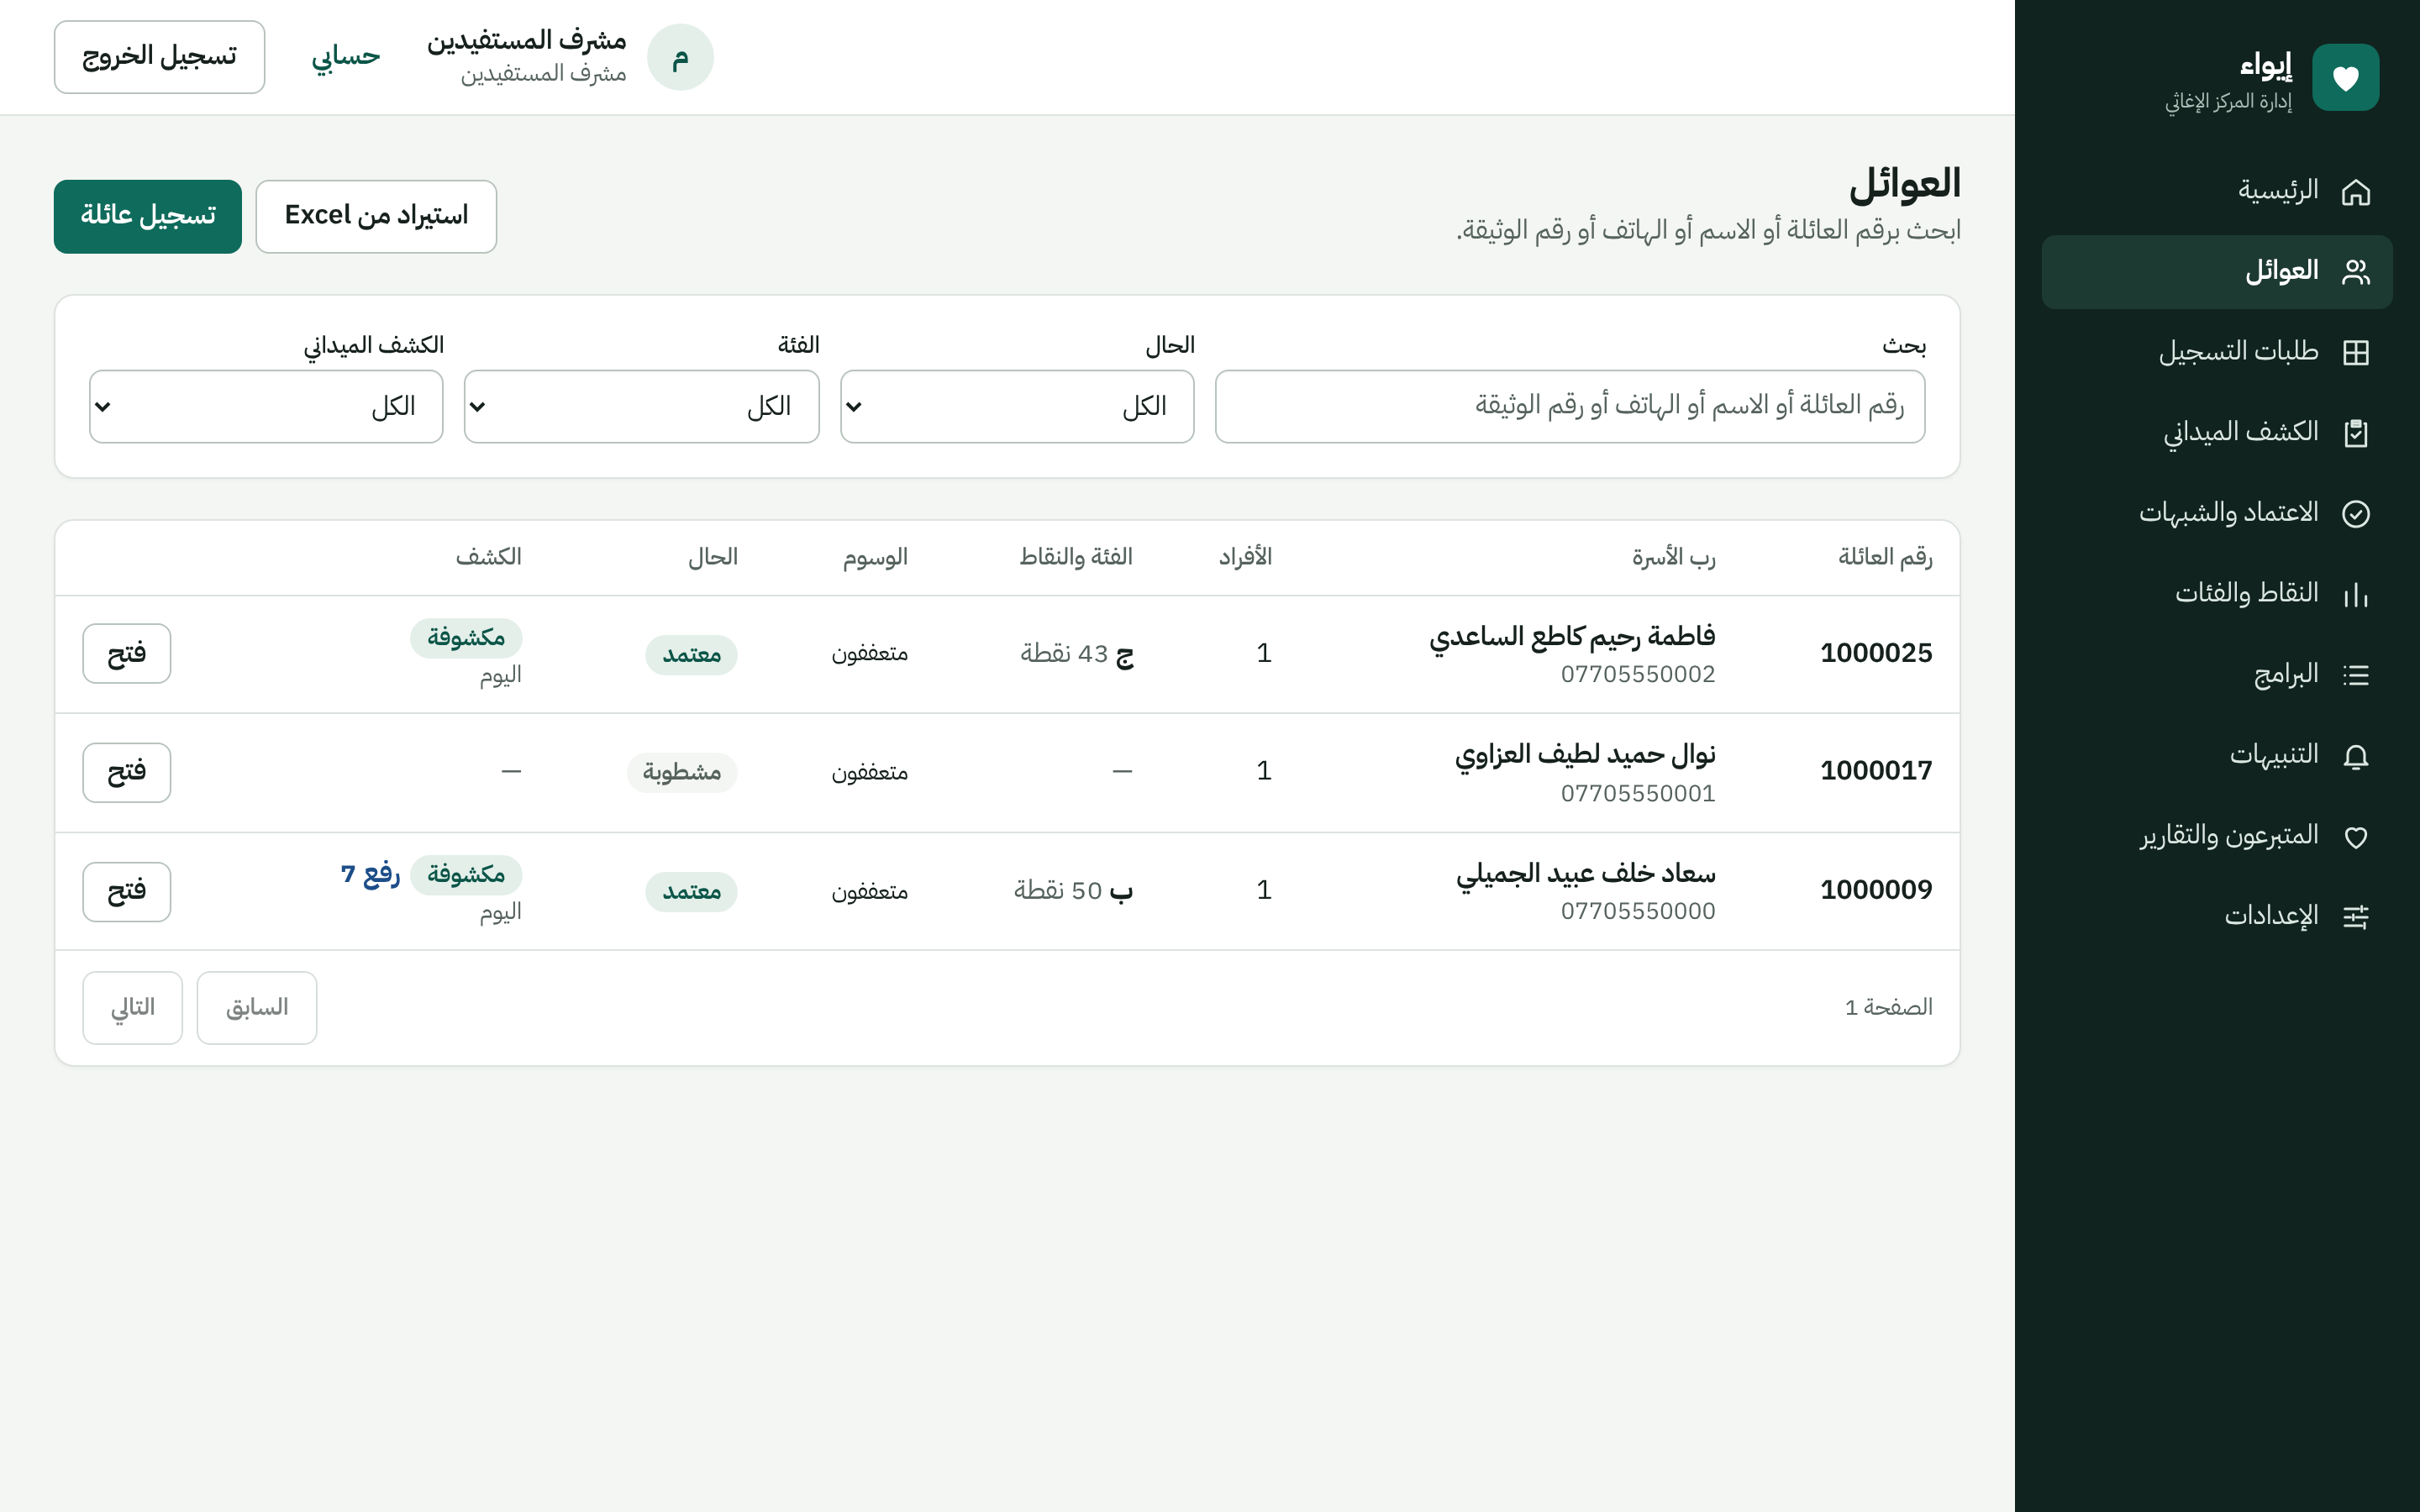 إيواء
إدارة المركز الإغاثي
الرئيسية
العوائل
طلبات التسجيل
الكشف الميداني
الاعتماد والشبهات
النقاط والفئات
البرامج
التنبيهات
المتبرعون والتقارير
الإعدادات
م
مشرف المستفيدين
مشرف المستفيدين
حسابي
تسجيل الخروج
العوائل
ابحث برقم العائلة أو الاسم أو الهاتف أو رقم الوثيقة.
استيراد من Excel
تسجيل عائلة
بحث
رقم العائلة أو الاسم أو الهاتف أو رقم الوثيقة
الحال
الكل
الفئة
الكل
الكشف الميداني
الكل
رقم العائلة رب الأسرة الأفراد الفئة والنقاط الوسوم الحال الكشف
1000025 فاطمة رحيم كاطع الساعدي 1 ج 43 نقطة متعففون معتمد مكشوفة فتح
07705550002 اليوم
1000017 نوال حميد لطيف العزاوي 1 — متعففون مشطوبة — فتح
07705550001
1000009 سعاد خلف عبيد الجميلي 1 ب 50 نقطة متعففون معتمد مكشوفة رفع 7 فتح
07705550000 اليوم
الصفحة 1
السابق
التالي